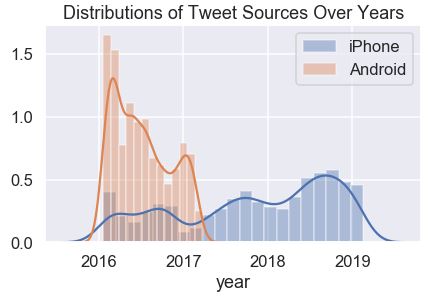 Distributions of Tweet Sources Over Years
iPhone
Android
1.5
1.0
0.5
0.0
2016 2017 2018 2019
year